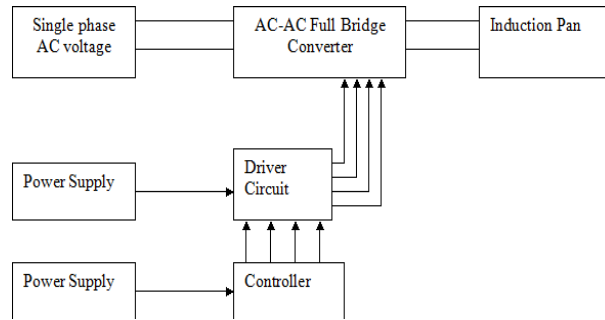 Single phase
AC voltage
AC-AC Full Bridge
Converter
Induction Pan
Power Supply
Driver
Circuit
Power Supply
Controller